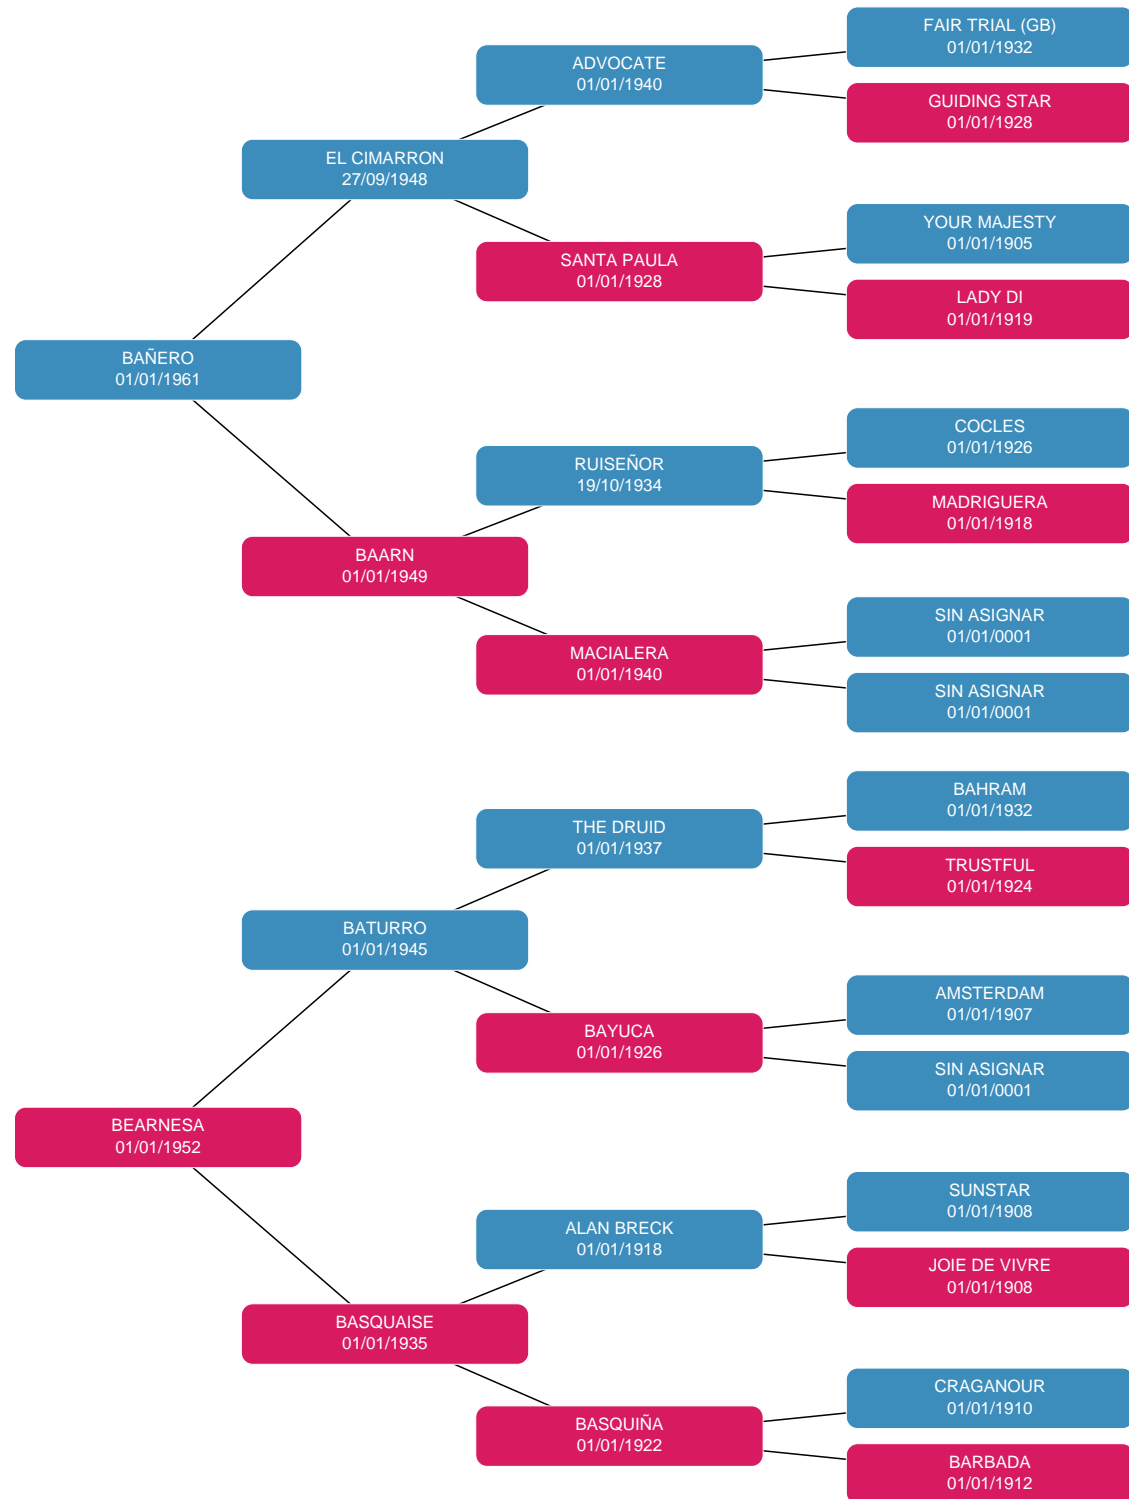 FAIR TRIAL (GB)
01/01/1932
ADVOCATE
01/01/1940
GUIDING STAR
01/01/1928
EL CIMARRON
27/09/1948
YOUR MAJESTY
01/01/1905
SANTA PAULA
01/01/1928
LADY DI
01/01/1919
BAÑERO
01/01/1961
COCLES
01/01/1926
RUISEÑOR
19/10/1934
MADRIGUERA
01/01/1918
BAARN
01/01/1949
SIN ASIGNAR
01/01/0001
MACIALERA
01/01/1940
SIN ASIGNAR
01/01/0001
BAHRAM
01/01/1932
THE DRUID
01/01/1937
TRUSTFUL
01/01/1924
BATURRO
01/01/1945
AMSTERDAM
01/01/1907
BAYUCA
01/01/1926
SIN ASIGNAR
01/01/0001
BEARNESA
01/01/1952
SUNSTAR
01/01/1908
ALAN BRECK
01/01/1918
JOIE DE VIVRE
01/01/1908
BASQUAISE
01/01/1935
CRAGANOUR
01/01/1910
BASQUIÑA
01/01/1922
BARBADA
01/01/1912